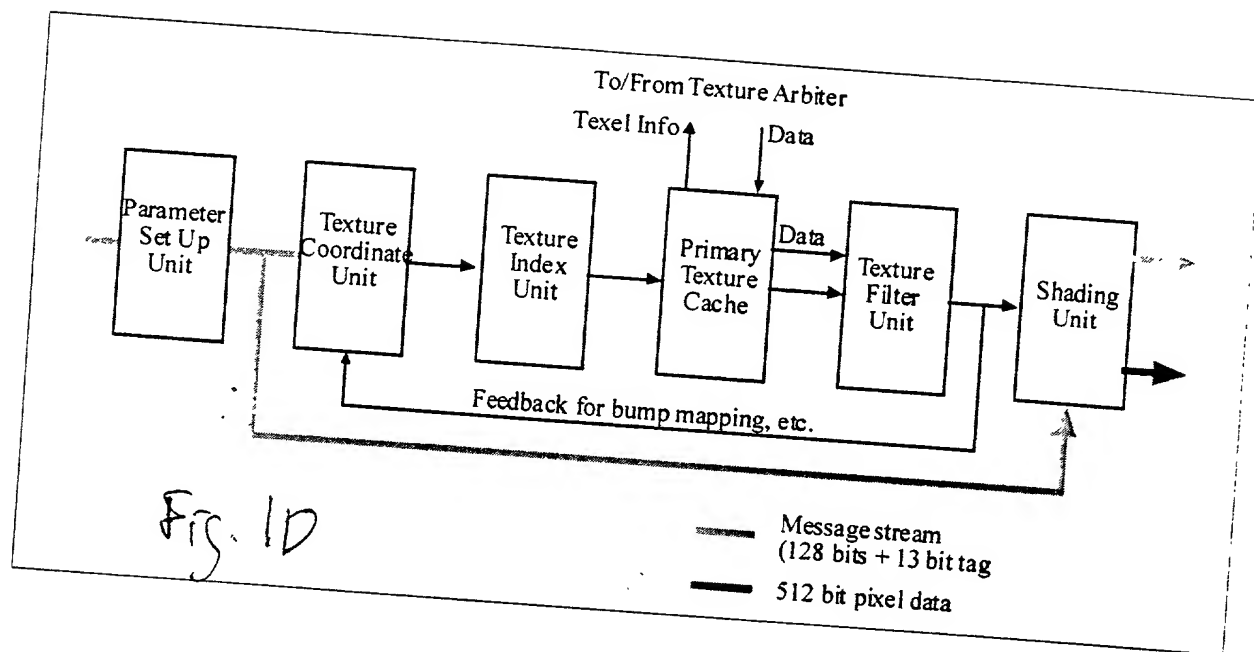 To/From Texture Arbiter
Texel Info
Data
Parameter
Set Up
Unit
Texture
Coordinate
Unit
Texture
Index
Unit
Primary
Texture
Cache
Data
Texture
Filter
Unit
Shading
Unit
Feedback for bump mapping, etc.
Fig. 1D
Message stream
(128 bits + 13 bit tag
512 bit pixel data